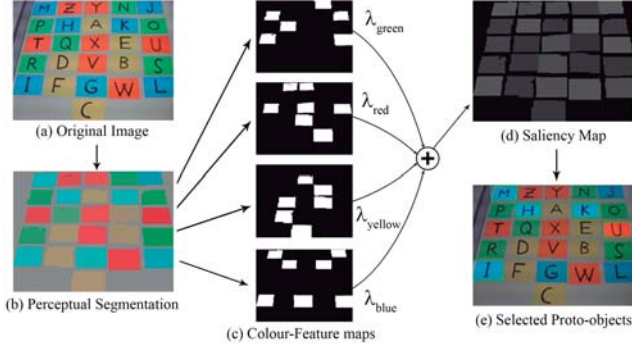 M Z Y N J
P H A K O
T Q X E U
R D V B S
I F G W L
C
(a) Original Image
(b) Perceptual Segmentation
λgreen
λred
λyellow
λblue
(c) Colour-Feature maps
+
(d) Saliency Map
M Z Y N J
P H A K O
T Q X E U
R D V B S
I F G W L
C
(e) Selected Proto-objects